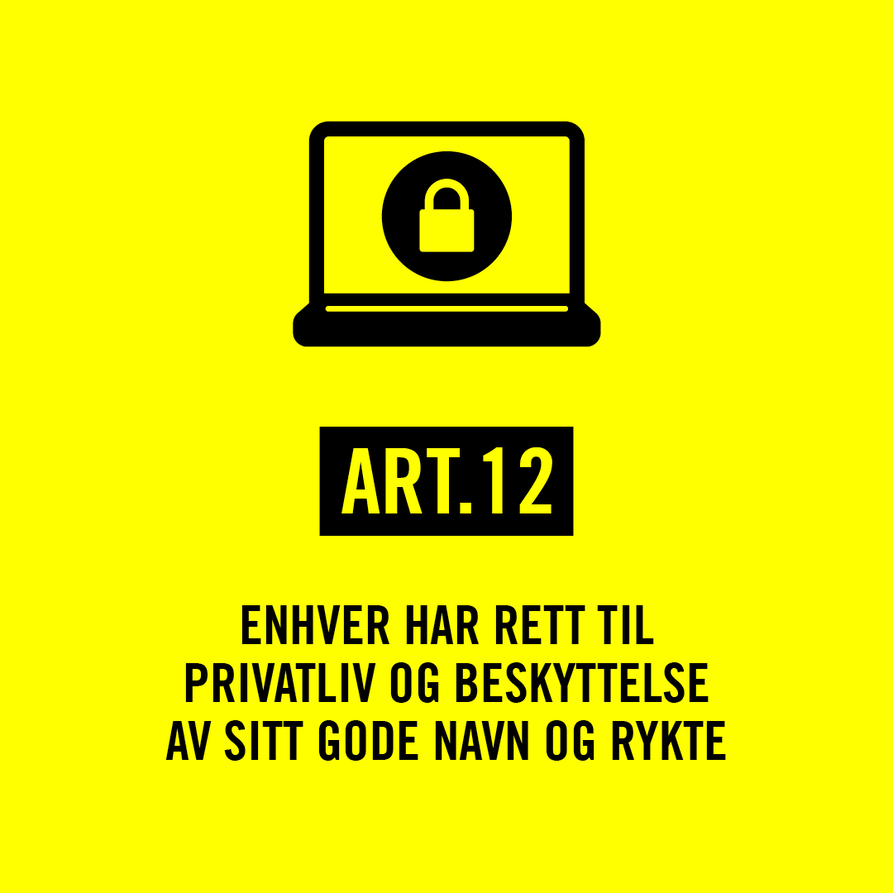 ART.12
ENHVER HAR RETT TIL
PRIVATLIV OG BESKYTTELSE
AV SITT GODE NAVN OG RYKTE